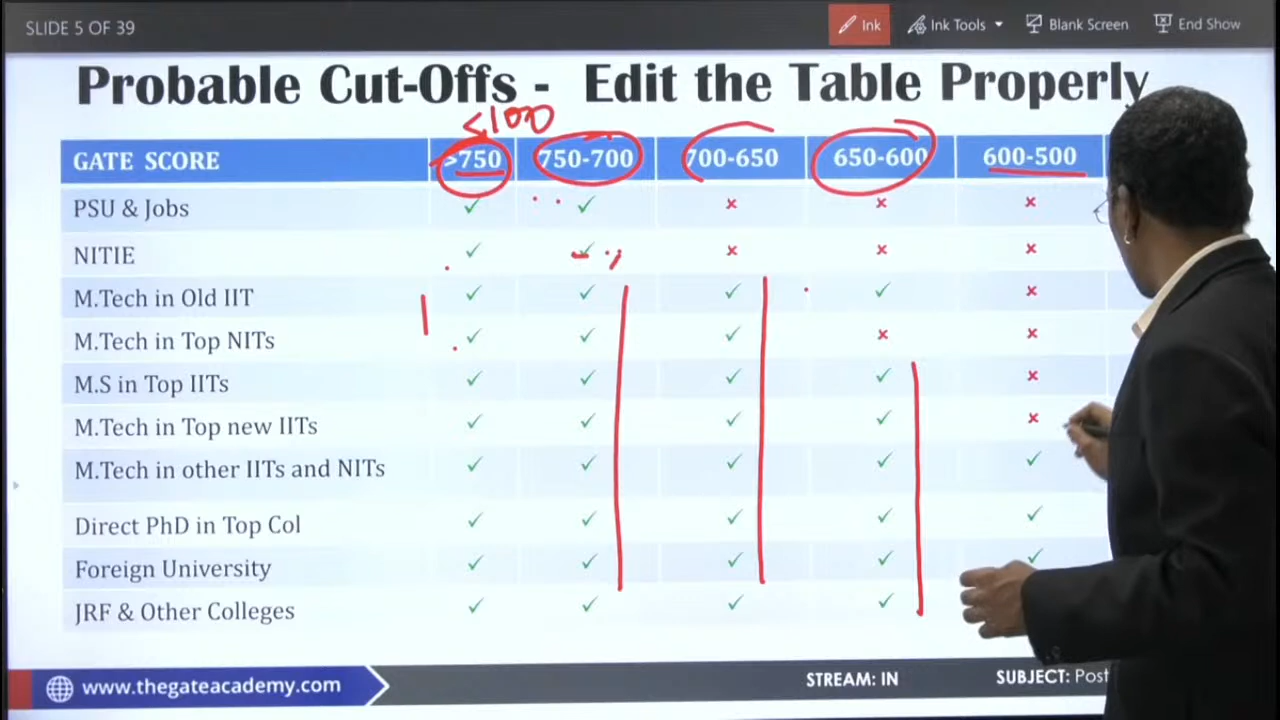 SLIDE 5 OF 39 Ink Ink Tools Blank Screen End Show
Probable Cut-Offs - Edit the Table Properly
<100
GATE SCORE >750 750-700 700-650 650-600 600-500
PSU & Jobs ✓ ✓ × × ×
NITIE ✓ ✓ × × ×
M.Tech in Old IIT ✓ ✓ ✓ ✓ ×
M.Tech in Top NITs ✓ ✓ ✓ × ×
M.S in Top IITs ✓ ✓ ✓ ✓ ×
M.Tech in Top new IITs ✓ ✓ ✓ ✓ ×
M.Tech in other IITs and NITs ✓ ✓ ✓ ✓ ✓
Direct PhD in Top Col ✓ ✓ ✓ ✓ ✓
Foreign University ✓ ✓ ✓ ✓ ✓
JRF & Other Colleges ✓ ✓ ✓ ✓
www.thegateacademy.com STREAM: IN SUBJECT: Post